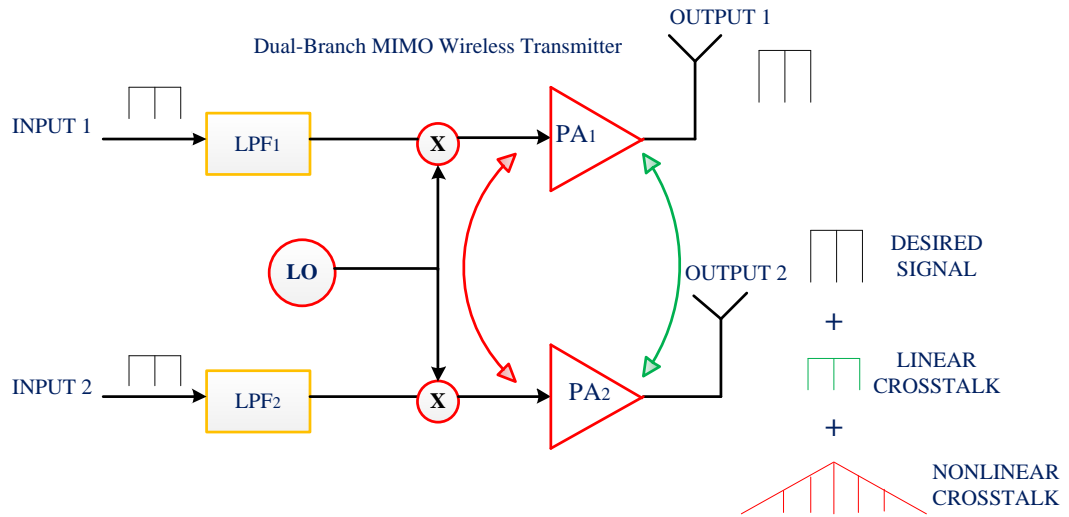 OUTPUT 1
Dual-Branch MIMO Wireless Transmitter
INPUT 1
LPF1
X
PA1
LO
OUTPUT 2
DESIRED
SIGNAL
+
INPUT 2
LPF2
X
PA2
LINEAR
CROSSTALK
+
NONLINEAR
CROSSTALK